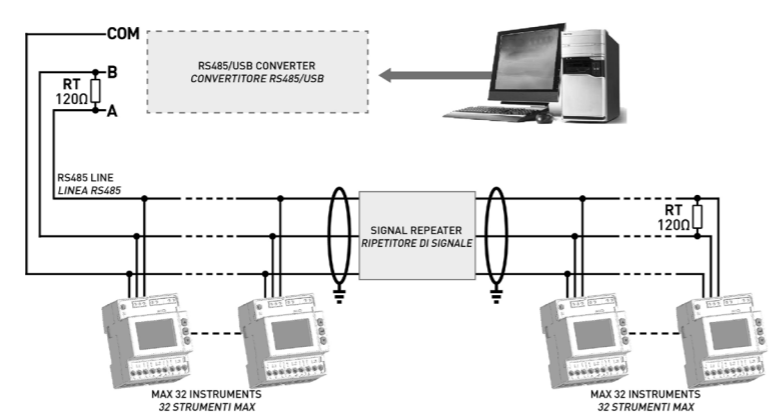 COM
RS485/USB CONVERTER
CONVERTITORE RS485/USB
B
RT
120Ω
A
RS485 LINE
LINEA RS485
SIGNAL REPEATER
RIPETITORE DI SIGNALE
RT
120Ω
MAX 32 INSTRUMENTS
32 STRUMENTI MAX
MAX 32 INSTRUMENTS
32 STRUMENTI MAX